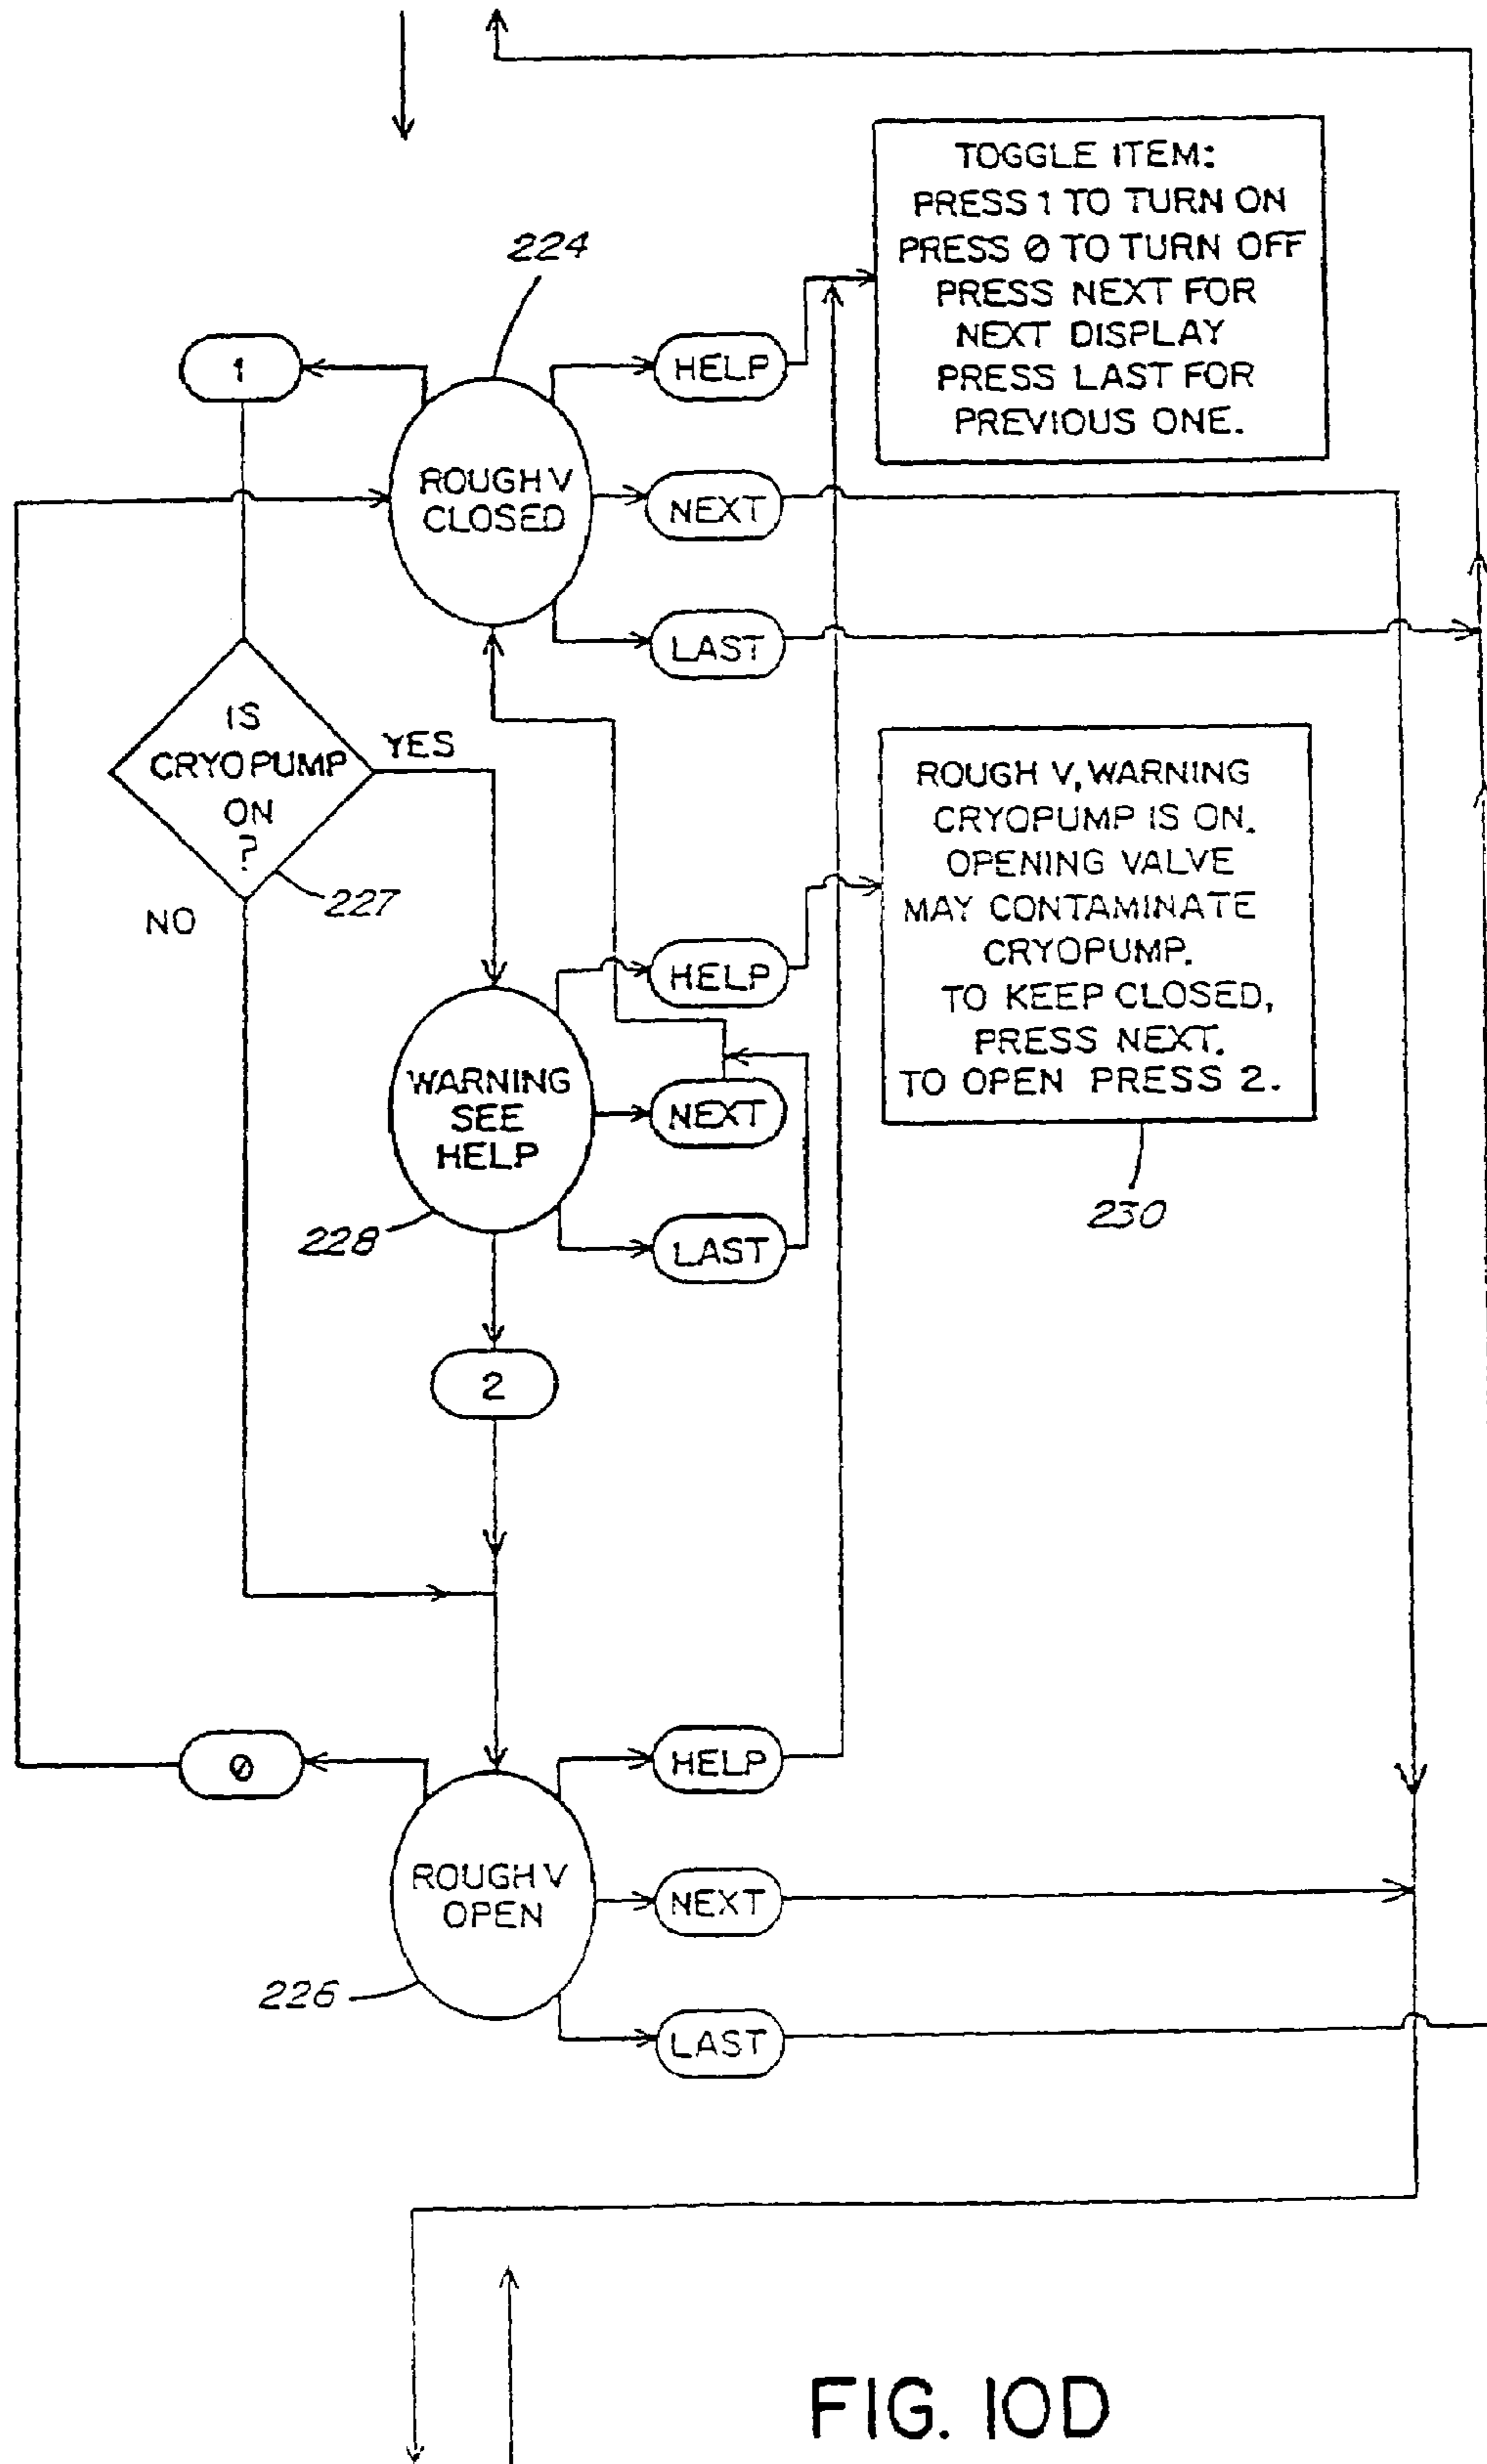 TOGGLE ITEM:
PRESS 1 TO TURN ON
PRESS 0 TO TURN OFF
PRESS NEXT FOR
NEXT DISPLAY
PRESS LAST FOR
PREVIOUS ONE.
224
1
HELP
ROUGH V
CLOSED
NEXT
LAST
IS
CRYOPUMP
ON
?
YES
NO
227
ROUGH V, WARNING
CRYOPUMP IS ON.
OPENING VALVE
MAY CONTAMINATE
CRYOPUMP.
TO KEEP CLOSED,
PRESS NEXT.
TO OPEN PRESS 2.
230
HELP
WARNING
SEE
HELP
NEXT
228
LAST
2
0
HELP
ROUGH V
OPEN
NEXT
226
LAST
FIG. 10D